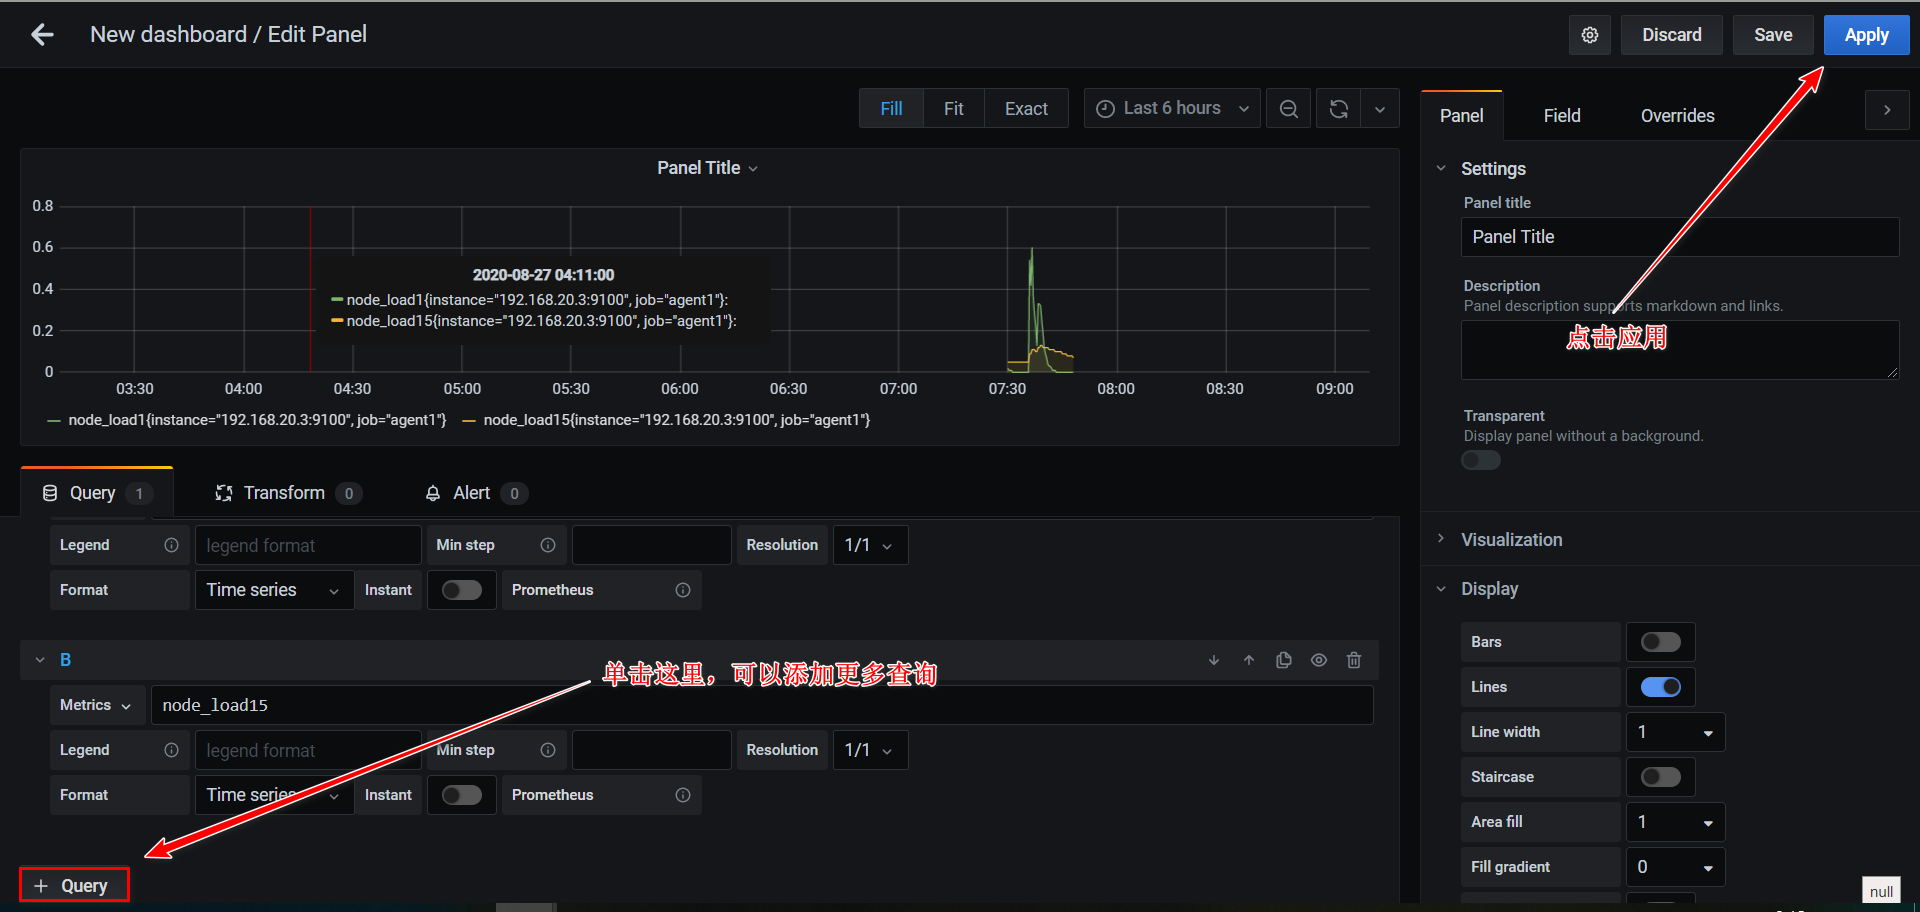 New dashboard / Edit Panel
Discard
Save
Apply
Fill
Fit
Exact
Last 6 hours
Panel
Field
Overrides
Panel Title
0.8
0.6
0.4
0.2
0
2020-08-27 04:11:00
node_load1{instance="192.168.20.3:9100", job="agent1"}:
node_load15{instance="192.168.20.3:9100", job="agent1"}:
03:30
04:00
04:30
05:00
05:30
06:00
06:30
07:00
07:30
08:00
08:30
09:00
node_load1{instance="192.168.20.3:9100", job="agent1"}
node_load15{instance="192.168.20.3:9100", job="agent1"}
Settings
Panel title
Panel Title
Description
Panel description supports markdown and links.
点击应用
Transparent
Display panel without a background.
Query 1
Transform 0
Alert 0
Legend
legend format
Min step
Resolution
1/1
Format
Time series
Instant
Prometheus
B
单击这里，可以添加更多查询
Metrics
node_load15
Legend
legend format
Min step
Resolution
1/1
Format
Time series
Instant
Prometheus
+ Query
Visualization
Display
Bars
Lines
Line width
1
Staircase
Area fill
1
Fill gradient
0
null